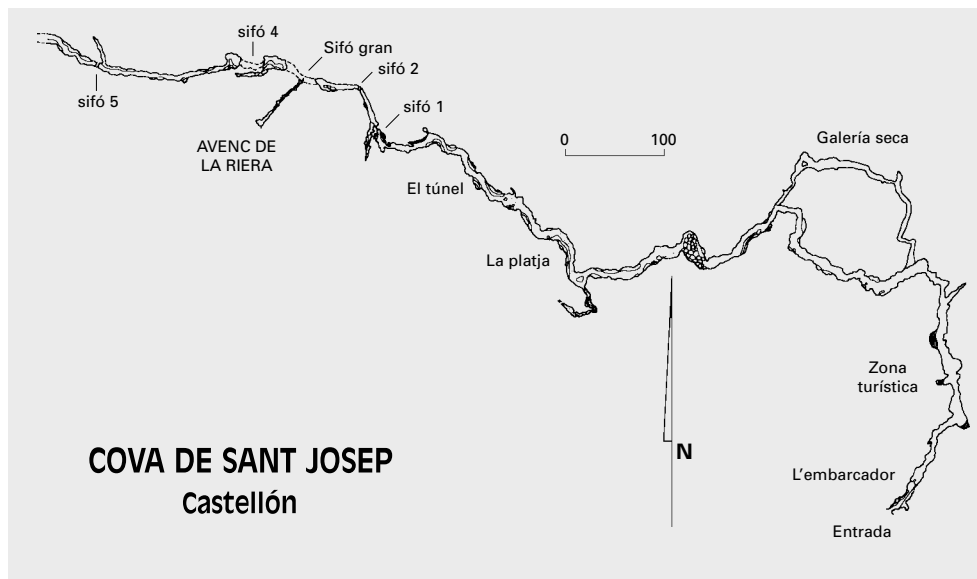 sifó 4
Sifó gran
sifó 2
sifó 5
sifó 1
AVENC DE
LA RIERA
0 100
Galería seca
El túnel
La platja
Zona
turística
N
COVA DE SANT JOSEP
Castellón
L'embarcador
Entrada